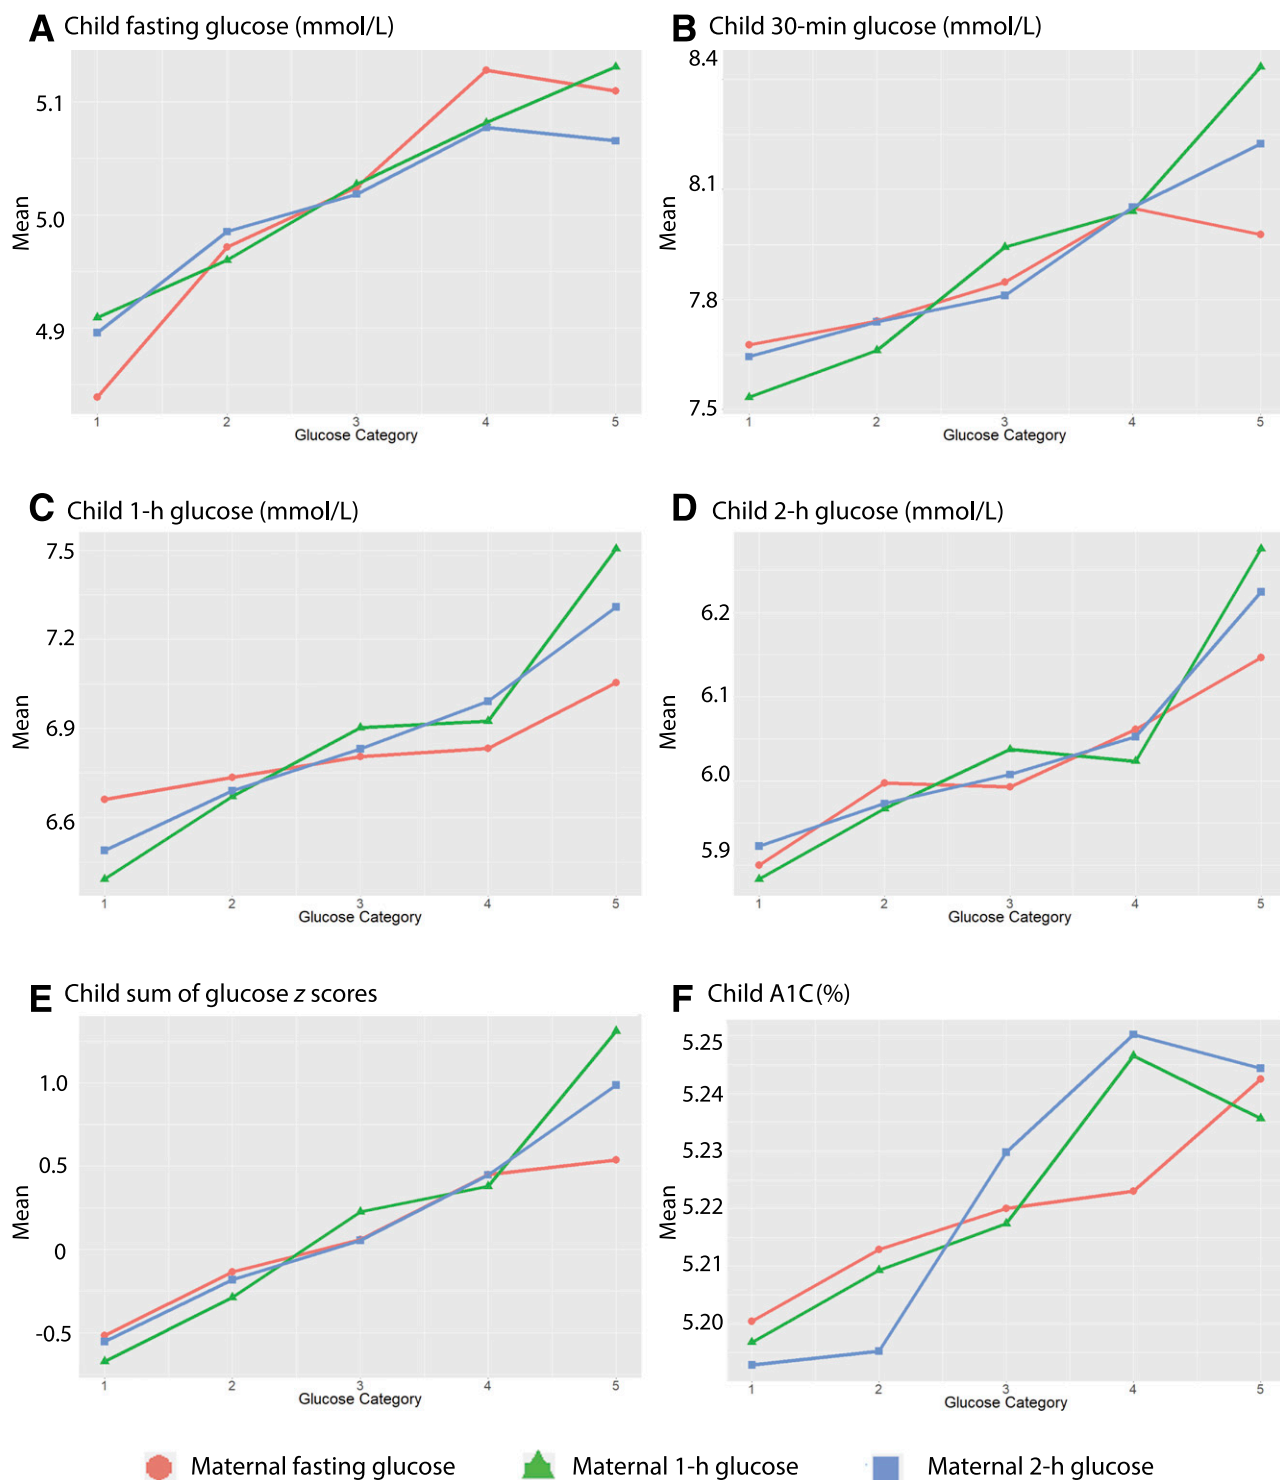 A Child fasting glucose (mmol/L)
Mean
5.1
5.0
4.9
1 2 3 4 5
Glucose Category
B Child 30-min glucose (mmol/L)
Mean
8.4
8.1
7.8
7.5
1 2 3 4 5
Glucose Category
C Child 1-h glucose (mmol/L)
Mean
7.5
7.2
6.9
6.6
1 2 3 4 5
Glucose Category
D Child 2-h glucose (mmol/L)
Mean
6.2
6.1
6.0
5.9
1 2 3 4 5
Glucose Category
E Child sum of glucose z scores
Mean
1.0
0.5
0
-0.5
1 2 3 4 5
Glucose Category
F Child A1C(%)
Mean
5.25
5.24
5.23
5.22
5.21
5.20
1 2 3 4 5
Glucose Category
Maternal fasting glucose Maternal 1-h glucose Maternal 2-h glucose